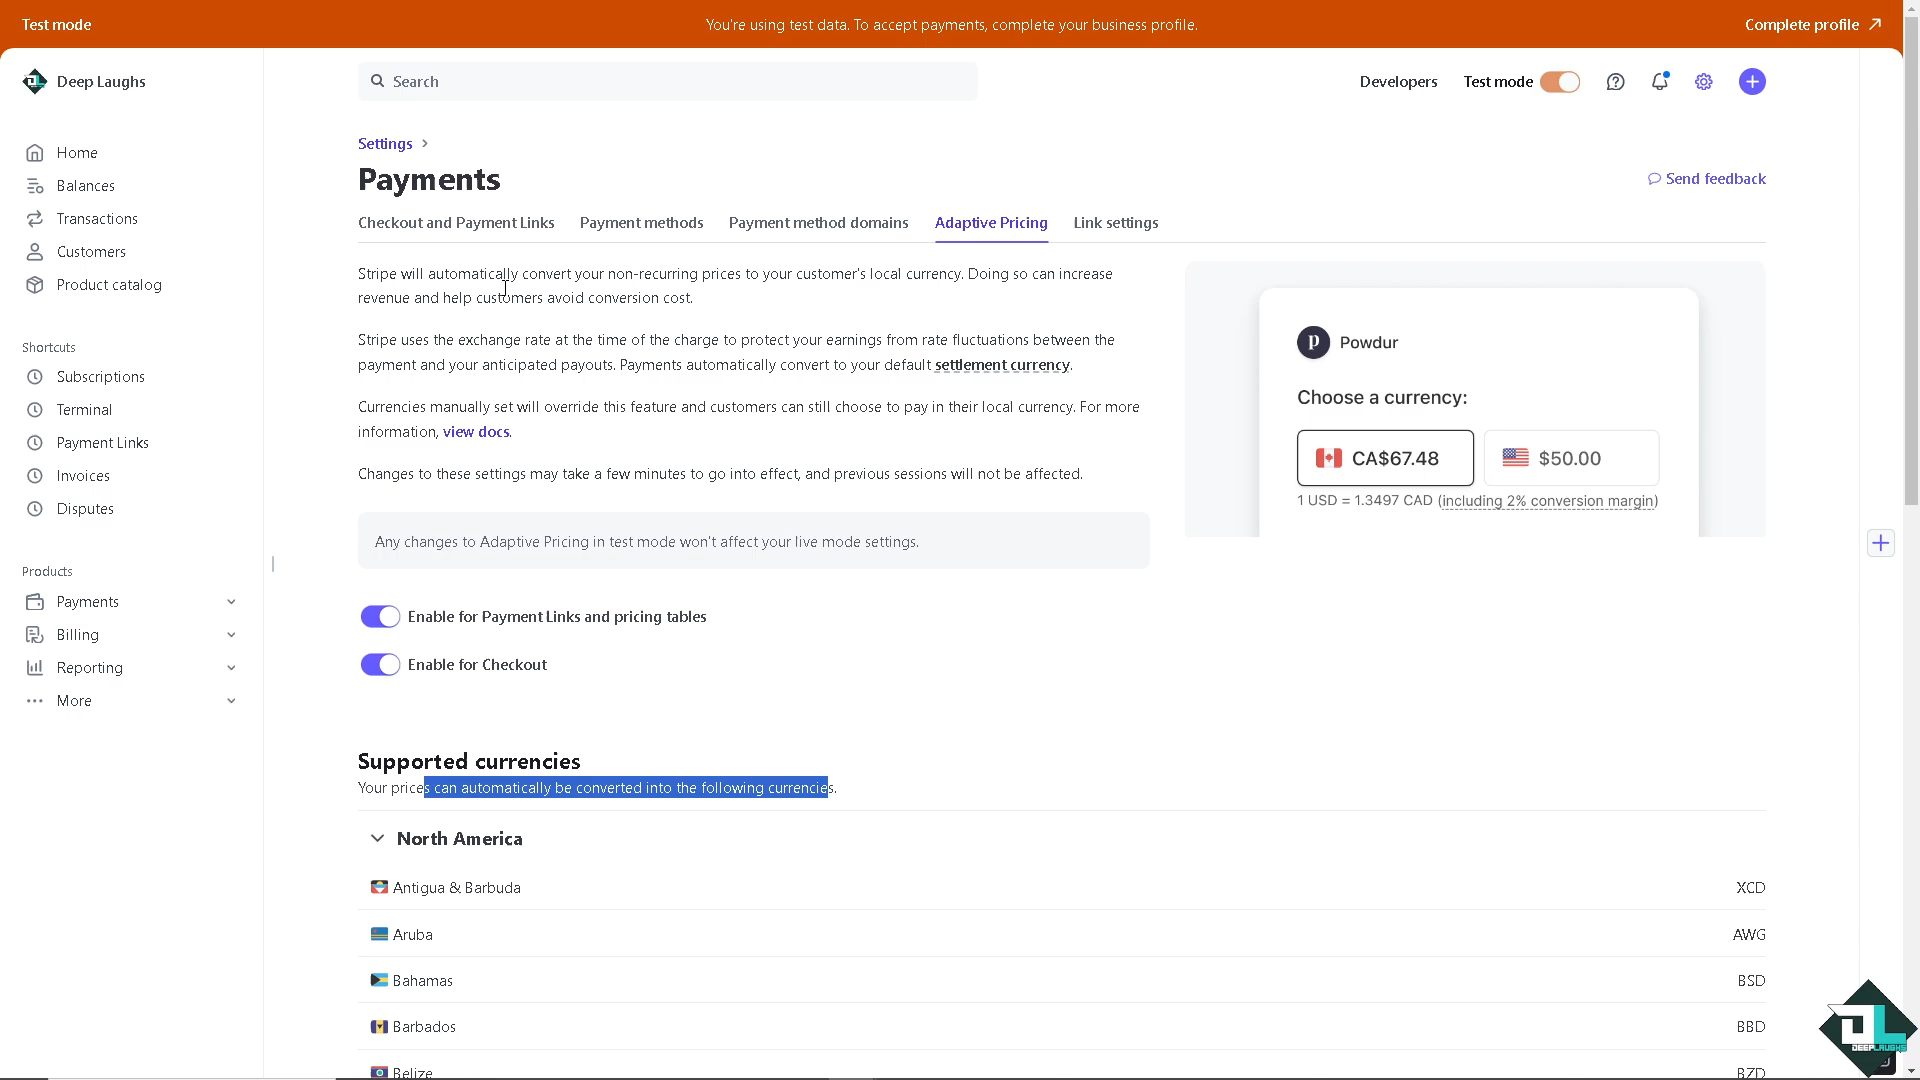 Test mode
You're using test data. To accept payments, complete your business profile.
Complete profile
Deep Laughs
Search
Developers
Test mode
Home
Balances
Transactions
Customers
Product catalog
Shortcuts
Subscriptions
Terminal
Payment Links
Invoices
Disputes
Products
Payments
Billing
Reporting
More
Settings
Payments
Send feedback
Checkout and Payment Links
Payment methods
Payment method domains
Adaptive Pricing
Link settings
Stripe will automatically convert your non-recurring prices to your customer's local currency. Doing so can increase
revenue and help customers avoid conversion cost.
Stripe uses the exchange rate at the time of the charge to protect your earnings from rate fluctuations between the
payment and your anticipated payouts. Payments automatically convert to your default settlement currency.
Currencies manually set will override this feature and customers can still choose to pay in their local currency. For more
information, view docs.
Changes to these settings may take a few minutes to go into effect, and previous sessions will not be affected.
Any changes to Adaptive Pricing in test mode won't affect your live mode settings.
Enable for Payment Links and pricing tables
Enable for Checkout
Powdur
Choose a currency:
CA$67.48
$50.00
1 USD = 1.3497 CAD (including 2% conversion margin)
Supported currencies
Your prices can automatically be converted into the following currencies.
North America
Antigua & Barbuda XCD
Aruba AWG
Bahamas BSD
Barbados BBD
Belize BZD
DEEPLAUGHS